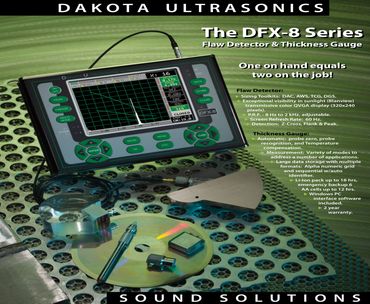 DAKOTA ULTRASONICS
The DFX-8 Series
Flaw Detector & Thickness Gauge
One on hand equals
two on the job!
Flaw Detector:
Sizing Toolkits: DAC, AWS, TCG, DGS.
Exceptional visibility in sunlight (Blanview)
transmissive color QVGA display (320x240
pixels).
P.R.F. - 8 Hz to 2 kHz, adjustable.
Screen Refresh Rate: 60 Hz.
Detection: Z-Cross, Flank & Peak
Thickness Gauge:
Automatic: probe zero, probe
recognition, and Temperature
compensation.
Measurement: Variety of modes to
address a number of applications.
Large data storage with multiple
formats: Alpha numeric grid
and sequential w/auto
identifier.
Li-Ion pack up to 16 hrs,
emergency backup 6
AA cells up to 12 hrs.
Windows PC
interface software
included.
2 year
warranty.
SOUND SOLUTIONS